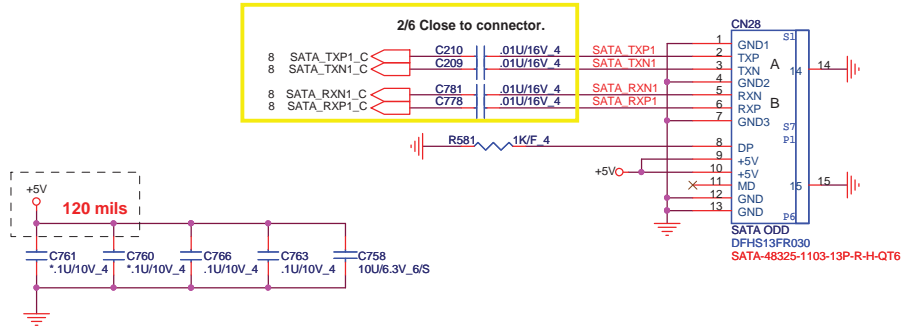 2/6 Close to connector.
CN28
8 SATA_TXP1_C C210 .01U/16V_4 SATA_TXP1
8 SATA_TXN1_C C209 .01U/16V_4 SATA_TXN1
8 SATA_RXN1_C C781 .01U/16V_4 SATA_RXN1
8 SATA_RXP1_C C778 .01U/16V_4 SATA_RXP1
1 GND1 S1
2 TXP
3 TXN A 14 14
4 GND2
5 RXN
6 RXP B
7 GND3 S7
P1
R581 1K/F_4 8 DP
9 +5V
+5V 10 +5V
11 MD 15 15
12 GND
13 GND P6
SATA ODD
DFHS13FR030
SATA-48325-1103-13P-R-H-QT6
+5V
120 mils
C761 C760 C766 C763 C758
*.1U/10V_4 *.1U/10V_4 .1U/10V_4 .1U/10V_4 10U/6.3V_6/S